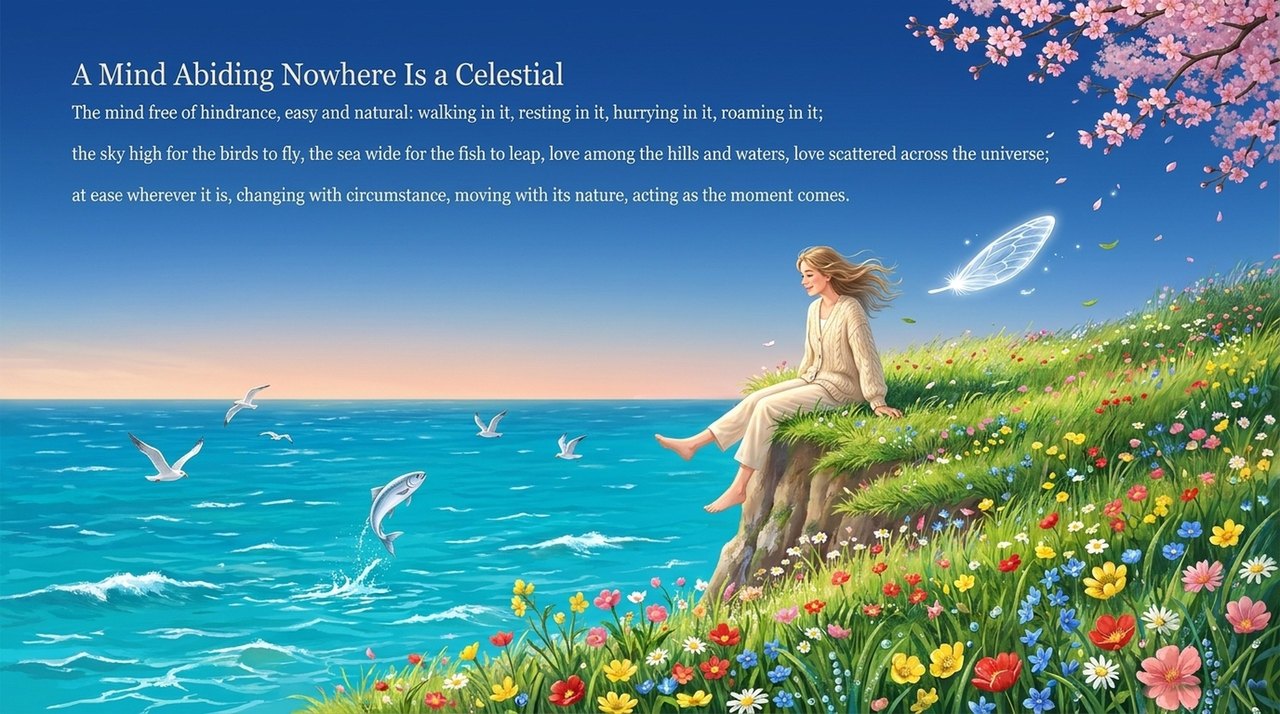 A Mind Abiding Nowhere Is a Celestial
The mind free of hindrance, easy and natural: walking in it, resting in it, hurrying in it, roaming in it;
the sky high for the birds to fly, the sea wide for the fish to leap, love among the hills and waters, love scattered across the universe;
at ease wherever it is, changing with circumstance, moving with its nature, acting as the moment comes.